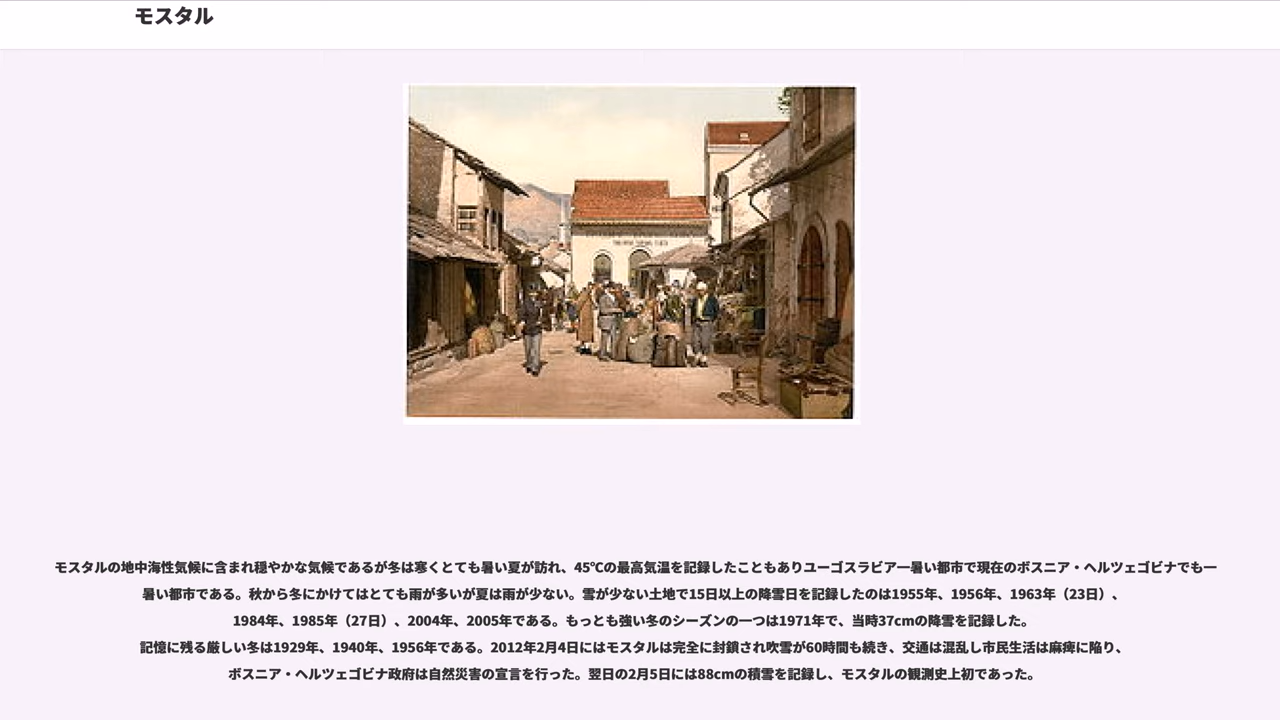 モスタル
モスタルの地中海性気候に含まれ穏やかな気候であるが冬は寒くとても暑い夏が訪れ、45℃の最高気温を記録したこともありユーゴスラビア一暑い都市で現在のボスニア・ヘルツェゴビナでも一
暑い都市である。秋から冬にかけてはとても雨が多いが夏は雨が少ない。雪が少ない土地で15日以上の降雪日を記録したのは1955年、1956年、1963年（23日）、
1984年、1985年（27日）、2004年、2005年である。もっとも強い冬のシーズンの一つは1971年で、当時37cmの降雪を記録した。
記憶に残る厳しい冬は1929年、1940年、1956年である。2012年2月4日にはモスタルは完全に封鎖され吹雪が60時間も続き、交通は混乱し市民生活は麻痺に陥り、
ボスニア・ヘルツェゴビナ政府は自然災害の宣言を行った。翌日の2月5日には88cmの積雪を記録し、モスタルの観測史上初であった。